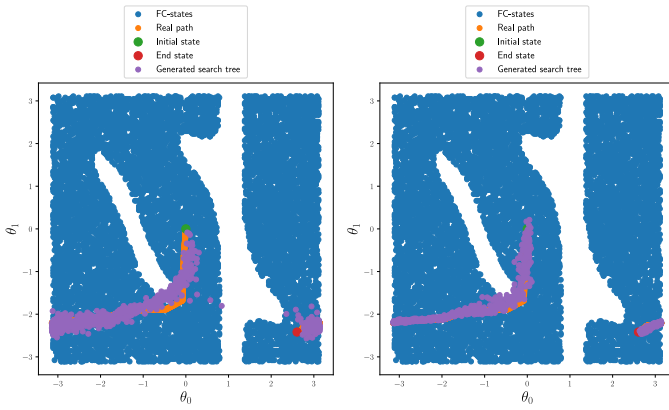 FC-states
Real path
Initial state
End state
Generated search tree
3
2
1
0
−1
−2
−3
θ1
−3
−2
−1
0
1
2
3
θ0
FC-states
Real path
Initial state
End state
Generated search tree
3
2
1
0
−1
−2
−3
θ1
−3
−2
−1
0
1
2
3
θ0